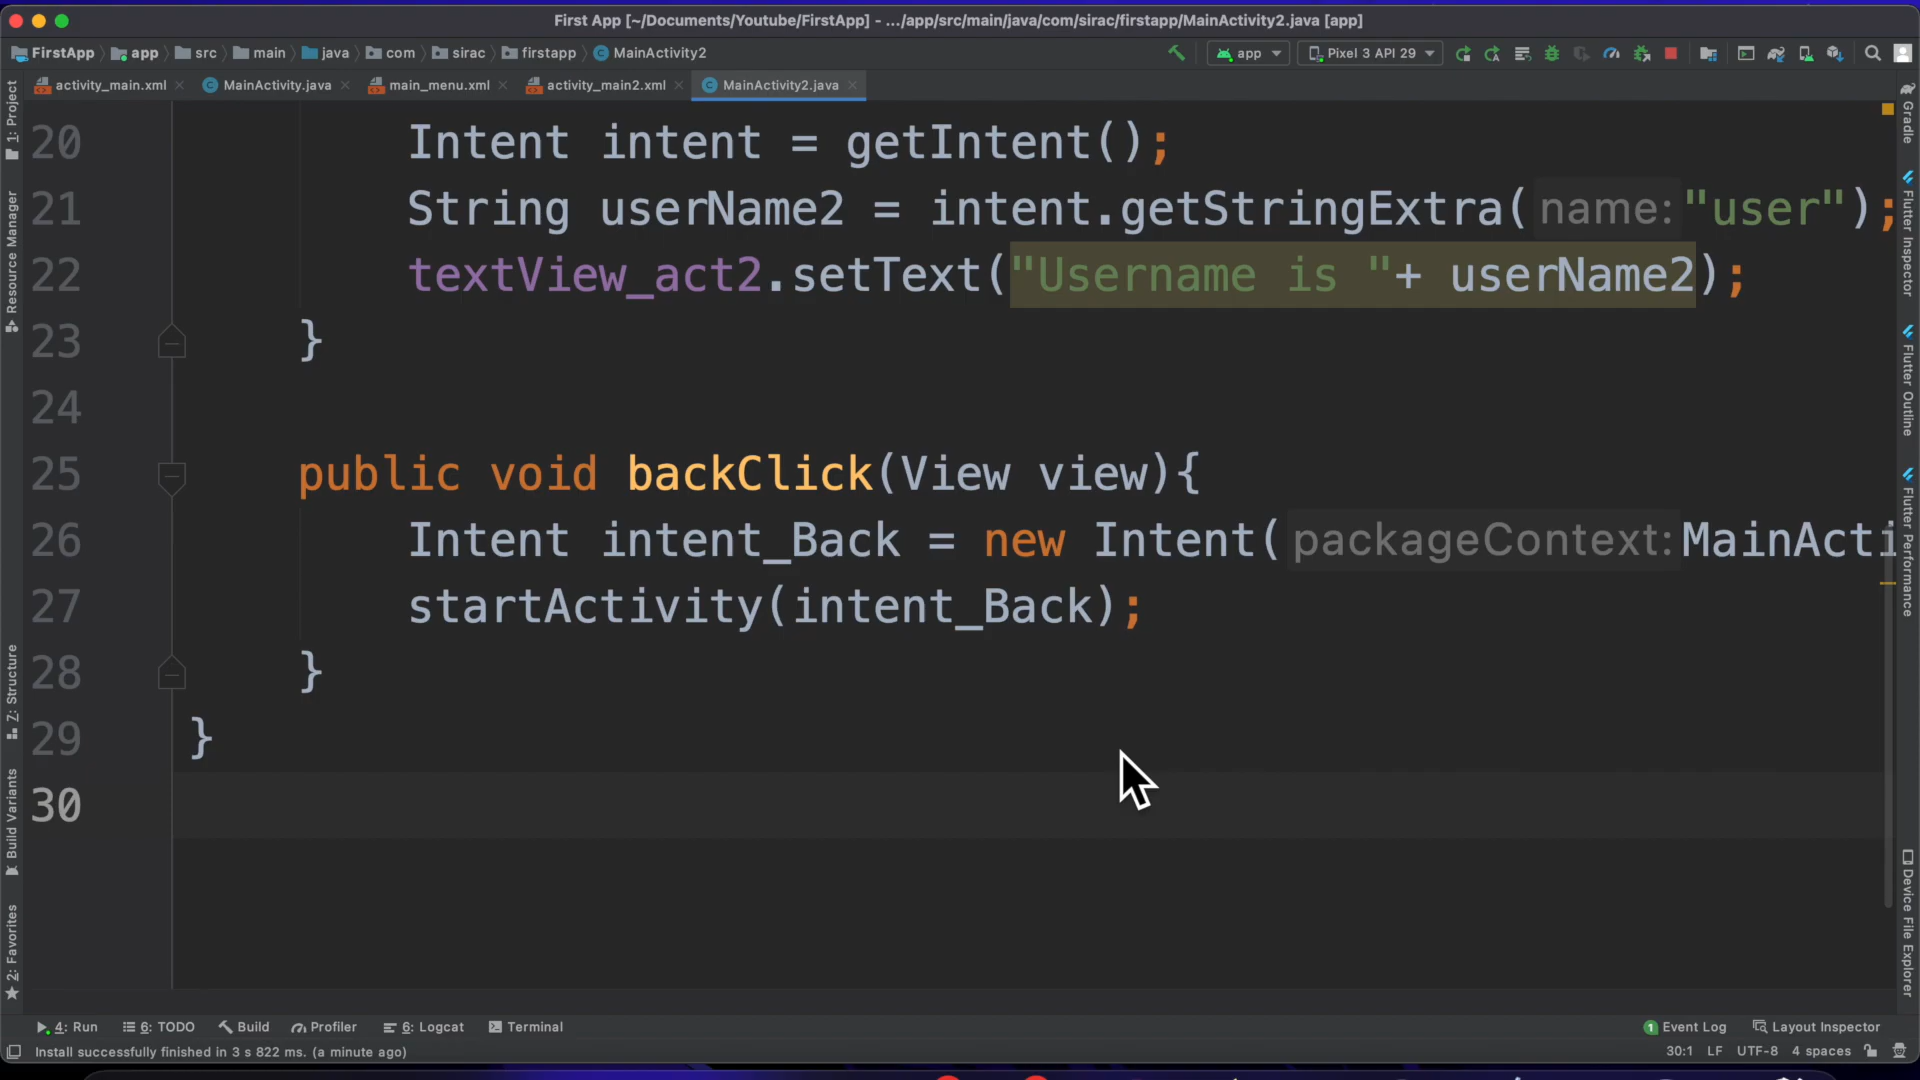 First App [~/Documents/Youtube/FirstApp] - .../app/src/main/java/com/sirac/firstapp/MainActivity2.java [app]
FirstApp app src main java com sirac firstapp MainActivity2 app Pixel 3 API 29
activity_main.xml MainActivity.java main_menu.xml activity_main2.xml MainActivity2.java
20 Intent intent = getIntent();
21 String userName2 = intent.getStringExtra( name: "user");
22 textView_act2.setText("Username is "+ userName2);
23 }
24
25 public void backClick(View view){
26 Intent intent_Back = new Intent( packageContext: MainActi
27 startActivity(intent_Back);
28 }
29 }
30
1: Project
Resource Manager
Z: Structure
Build Variants
2: Favorites
Gradle
Flutter Inspector
Flutter Outline
Flutter Performance
Device File Explorer
4: Run 6: TODO Build Profiler 6: Logcat Terminal 1 Event Log Layout Inspector
Install successfully finished in 3 s 822 ms. (a minute ago) 30:1 LF UTF-8 4 spaces